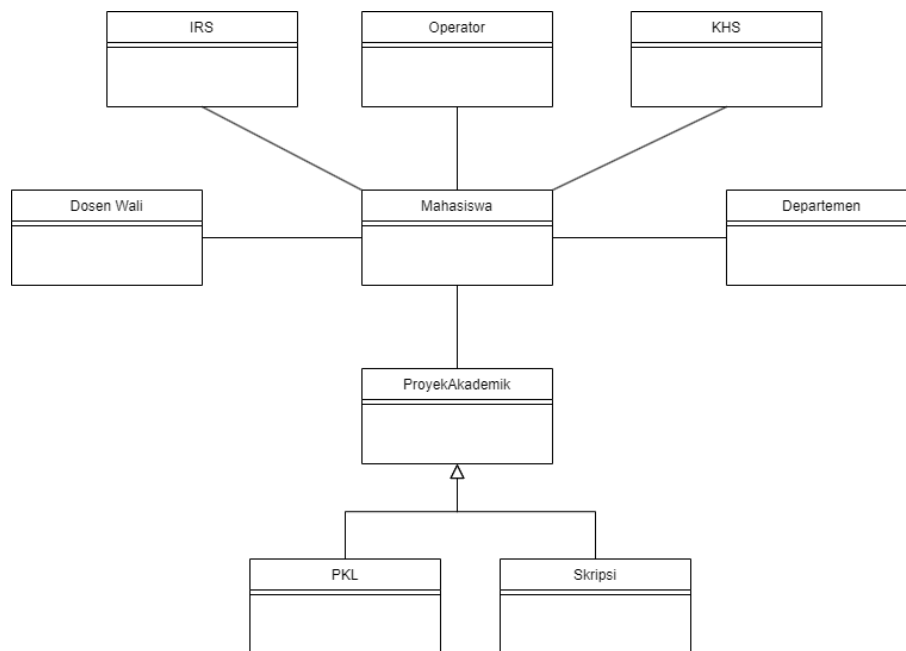 IRS
Operator
KHS
Dosen Wali
Mahasiswa
Departemen
ProyekAkademik
PKL
Skripsi